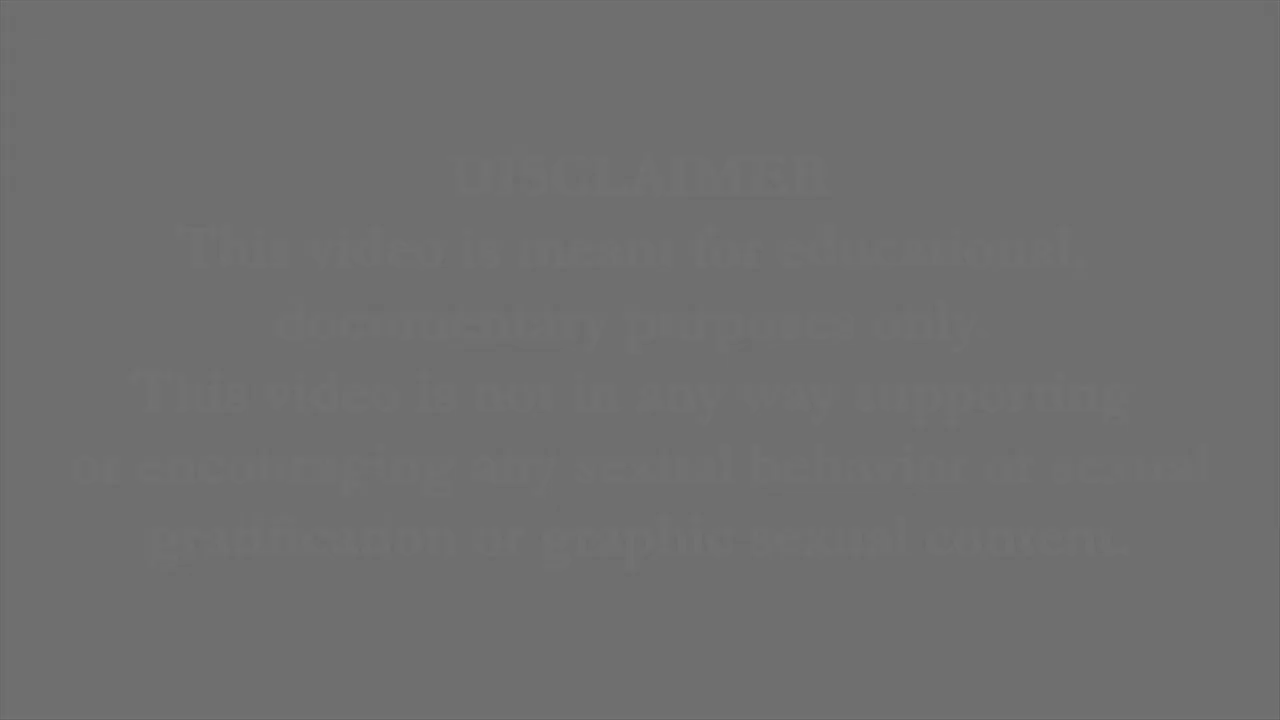 DISCLAIMER
This video is means for educational,
documentary purposes only
This video is not in any way supporting
or encouraging any sexual behavior or sexual
gratification or graphic sexual content.